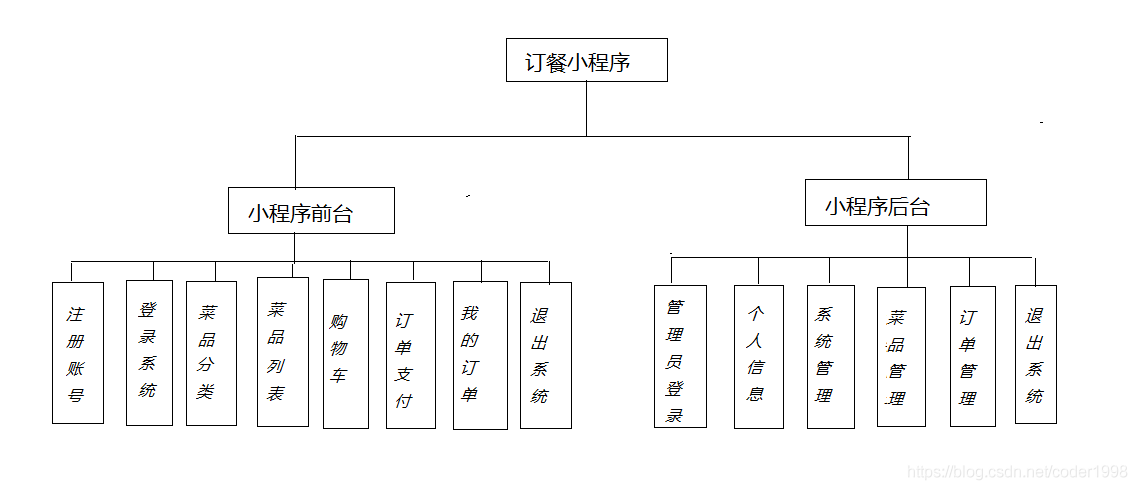 订餐小程序
小程序前台
小程序后台
注册账号
登录系统
菜品分类
菜品列表
购物车
订单支付
我的订单
退出系统
管理员登录
个人信息
系统管理
菜品管理
订单管理
退出系统
https://blog.csdn.net/coder1998